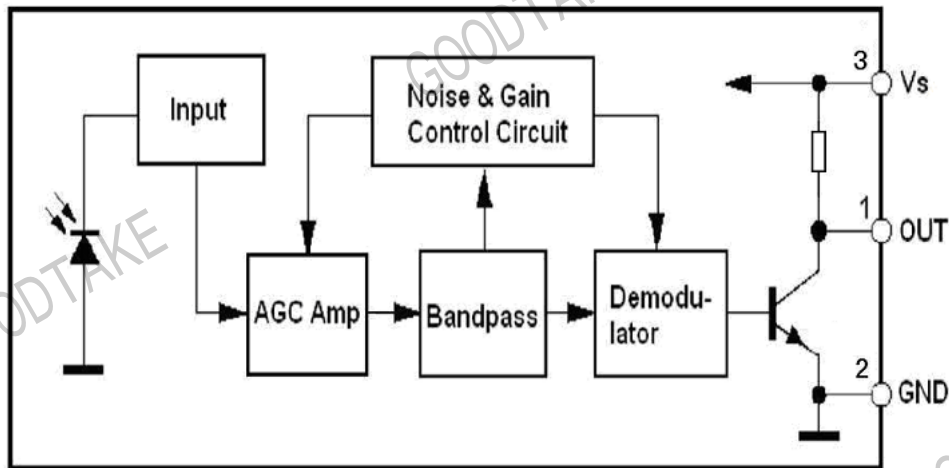 GOODTAKE
Input
Noise & Gain
Control Circuit
3
Vs
1
OUT
GOODTAKE
AGC Amp
Bandpass
Demodu-
lator
2
GND